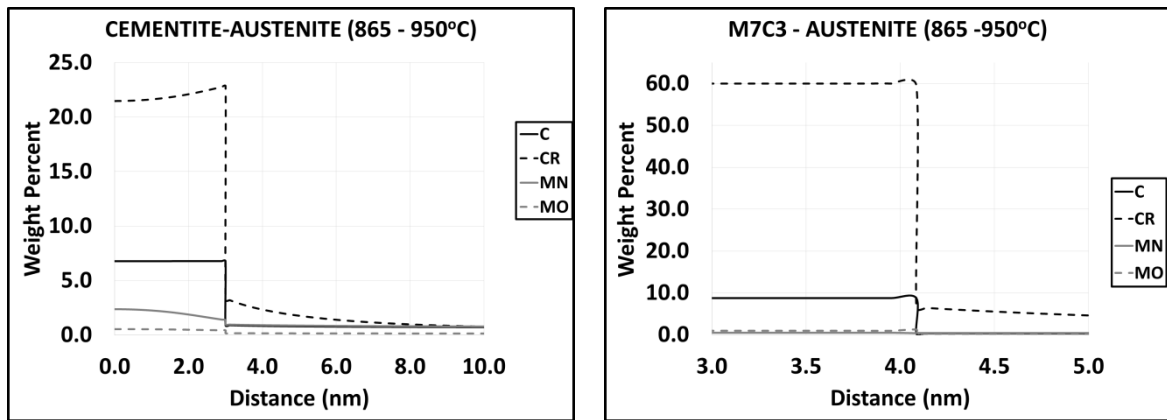 CEMENTITE-AUSTENITE (865 - 950°C)
25.0
20.0
15.0
10.0
5.0
0.0
Weight Percent
0.0 2.0 4.0 6.0 8.0 10.0
Distance (nm)
C
CR
MN
MO
M7C3 - AUSTENITE (865 -950°C)
60.0
50.0
40.0
30.0
20.0
10.0
0.0
Weight Percent
3.0 3.5 4.0 4.5 5.0
Distance (nm)
C
CR
MN
MO